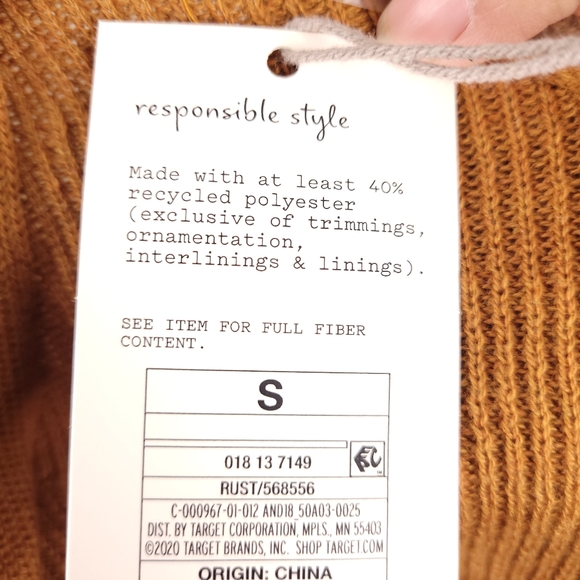 responsible style
Made with at least 40%
recycled polyester
(exclusive of trimmings,
ornamentation,
interlinings & linings).
SEE ITEM FOR FULL FIBER
CONTENT.
S
018 13 7149
RUST/568556
C-000967-01-012 AND18_50A03-0025
DIST. BY TARGET CORPORATION, MPLS., MN 55403
©2020 TARGET BRANDS, INC. SHOP TARGET.COM
ORIGIN: CHINA